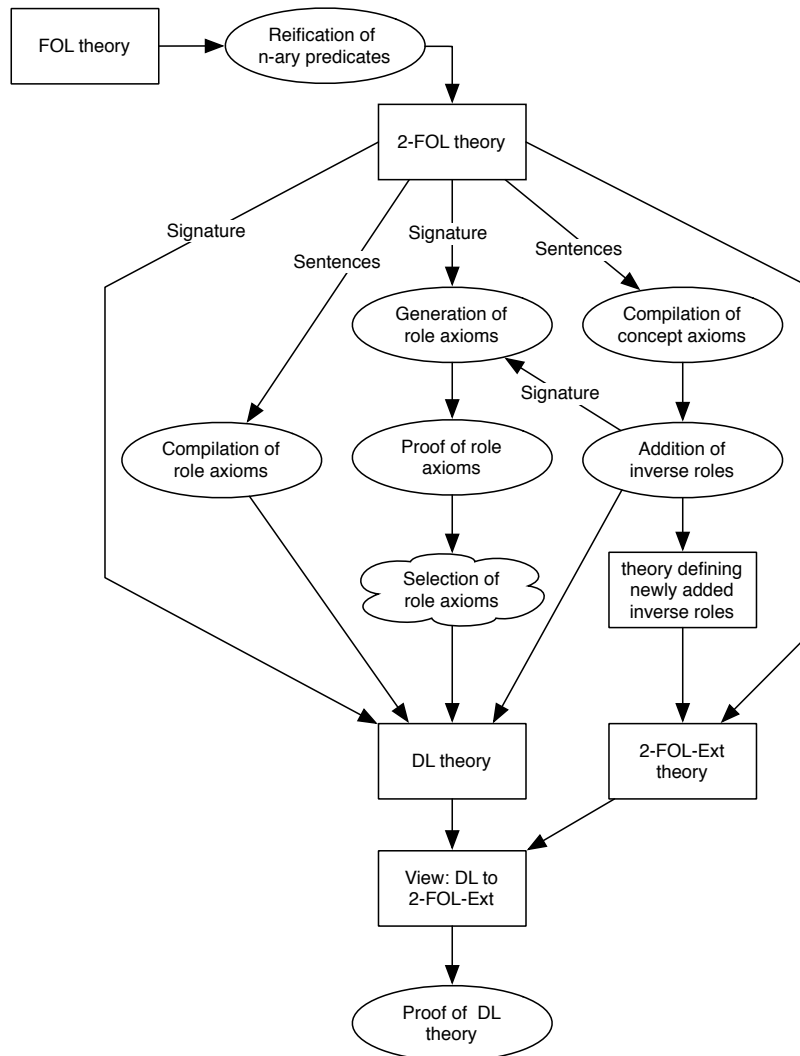 FOL theory
Reification of
n-ary predicates
2-FOL theory
Signature
Sentences
Signature
Sentences
Generation of
role axioms
Compilation of
concept axioms
Signature
Compilation of
role axioms
Proof of role
axioms
Addition of
inverse roles
Selection of
role axioms
theory defining
newly added
inverse roles
DL theory
2-FOL-Ext
theory
View: DL to
2-FOL-Ext
Proof of DL
theory